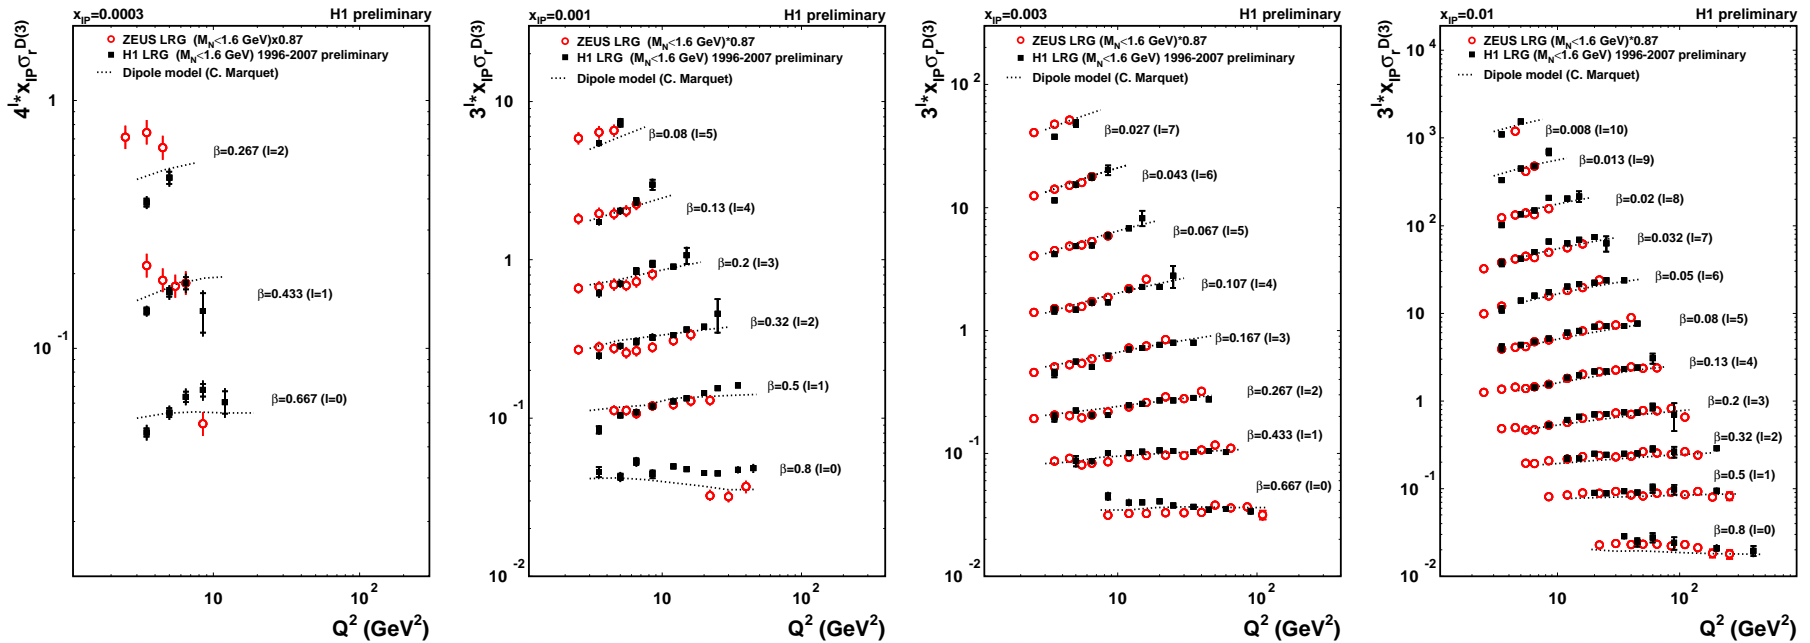 x_IP=0.0003 H1 preliminary
ZEUS LRG (M_N<1.6 GeV)x0.87
H1 LRG (M_N<1.6 GeV) 1996-2007 preliminary
Dipole model (C. Marquet)
4^l*x_IP σ_r^D(3)
1
10^-1
β=0.267 (l=2)
β=0.433 (l=1)
β=0.667 (l=0)
10
10^2
Q^2 (GeV^2)
x_IP=0.001 H1 preliminary
ZEUS LRG (M_N<1.6 GeV)*0.87
H1 LRG (M_N<1.6 GeV) 1996-2007 preliminary
Dipole model (C. Marquet)
3^l*x_IP σ_r^D(3)
10
1
10^-1
10^-2
β=0.08 (l=5)
β=0.13 (l=4)
β=0.2 (l=3)
β=0.32 (l=2)
β=0.5 (l=1)
β=0.8 (l=0)
10
10^2
Q^2 (GeV^2)
x_IP=0.003 H1 preliminary
ZEUS LRG (M_N<1.6 GeV)*0.87
H1 LRG (M_N<1.6 GeV) 1996-2007 preliminary
Dipole model (C. Marquet)
3^l*x_IP σ_r^D(3)
10^2
10
1
10^-1
10^-2
β=0.027 (l=7)
β=0.043 (l=6)
β=0.067 (l=5)
β=0.107 (l=4)
β=0.167 (l=3)
β=0.267 (l=2)
β=0.433 (l=1)
β=0.667 (l=0)
10
10^2
Q^2 (GeV^2)
x_IP=0.01 H1 preliminary
ZEUS LRG (M_N<1.6 GeV)*0.87
H1 LRG (M_N<1.6 GeV) 1996-2007 preliminary
Dipole model (C. Marquet)
3^l*x_IP σ_r^D(3)
10^4
10^3
10^2
10
1
10^-1
10^-2
β=0.008 (l=10)
β=0.013 (l=9)
β=0.02 (l=8)
β=0.032 (l=7)
β=0.05 (l=6)
β=0.08 (l=5)
β=0.13 (l=4)
β=0.2 (l=3)
β=0.32 (l=2)
β=0.5 (l=1)
β=0.8 (l=0)
10
10^2
Q^2 (GeV^2)